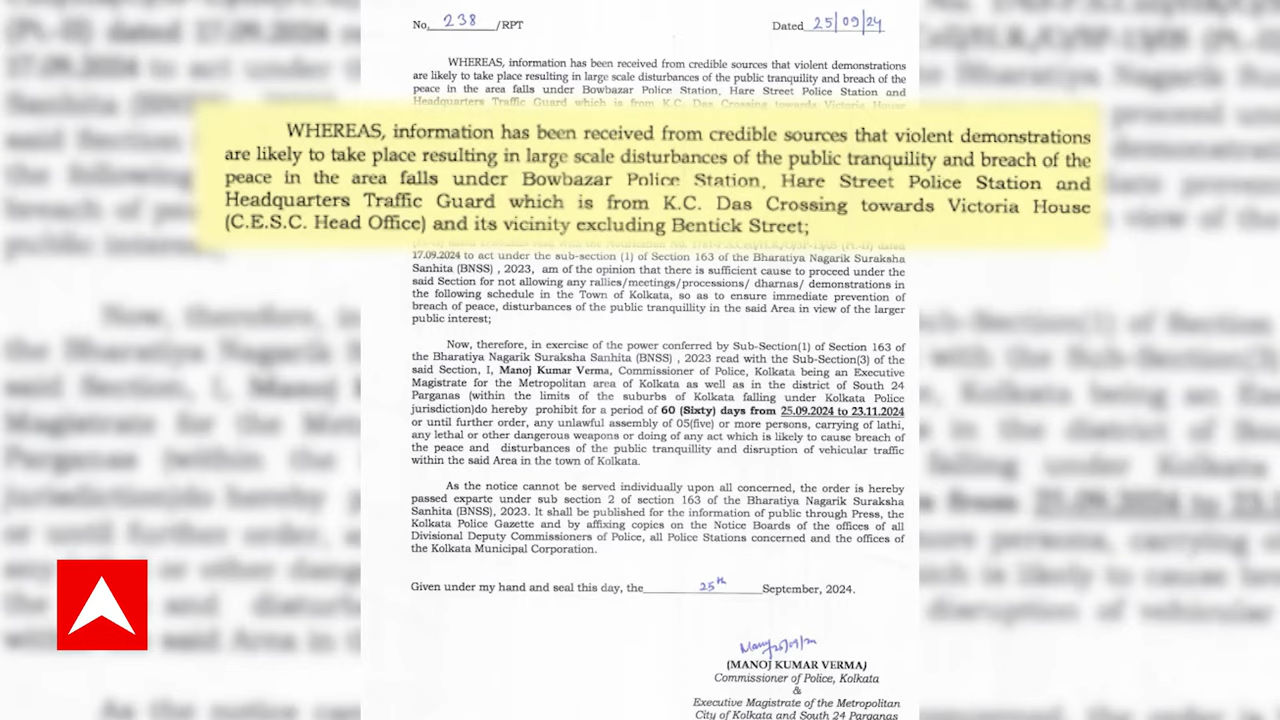 No. 238 /RPT Dated 25/09/24
WHEREAS, information has been received from credible sources that violent demonstrations
are likely to take place resulting in large scale disturbances of the public tranquility and breach of
peace in the area falls under Bowbazar Police Station, Hare Street Police Station and
Headquarters Traffic Guard which is from K.C. Das Crossing towards Victoria House
WHEREAS, information has been received from credible sources that violent demonstrations
are likely to take place resulting in large scale disturbances of the public tranquility and breach of the
peace in the area falls under Bowbazar Police Station, Hare Street Police Station and
Headquarters Traffic Guard which is from K.C. Das Crossing towards Victoria House
(C.E.S.C. Head Office) and its vicinity excluding Bentick Street;
17.09.2024 to act under the sub-section (1) of Section 163 of the Bharatiya Nagarik Suraksha
Sanhita (BNSS) , 2023, am of the opinion that there is sufficient cause to proceed under the
said Section for not allowing any rallies/meetings/processions/ dharnas/ demonstrations in
the following schedule in the Town of Kolkata, so as to ensure immediate prevention of
breach of peace, disturbances of the public tranquillity in the said Area in view of the larger
public interest;
Now, therefore, in exercise of the power conferred by Sub-Section(1) of Section 163 of
the Bharatiya Nagarik Suraksha Sanhita (BNSS) , 2023 read with the Sub-Section(3) of the
said Section, I, Manoj Kumar Verma, Commissioner of Police, Kolkata being an Executive
Magistrate for the Metropolitan area of Kolkata as well as in the district of South 24
Parganas (within the limits of the suburbs of Kolkata falling under Kolkata Police
jurisdiction)do hereby prohibit for a period of 60 (Sixty) days from 25.09.2024 to 23.11.2024
or until further order, any unlawful assembly of 05(five) or more persons, carrying of lathi,
any lethal or other dangerous weapons or doing of any act which is likely to cause breach of
the peace and disturbances of the public tranquillity and disruption of vehicular traffic
within the said Area in the town of Kolkata.
As the notice cannot be served individually upon all concerned, the order is hereby
passed exparte under sub section 2 of section 163 of the Bharatiya Nagarik Suraksha
Sanhita (BNSS), 2023. It shall be published for the information of public through Press, the
Kolkata Police Gazette and by affixing copies on the Notice Boards of the offices of all
Divisional Deputy Commissioners of Police, all Police Stations concerned and the offices of
the Kolkata Municipal Corporation.
Given under my hand and seal this day, the 25th September, 2024.
(MANOJ KUMAR VERMA)
Commissioner of Police, Kolkata
&
Executive Magistrate of the Metropolitan
City of Kolkata and South 24 Parganas